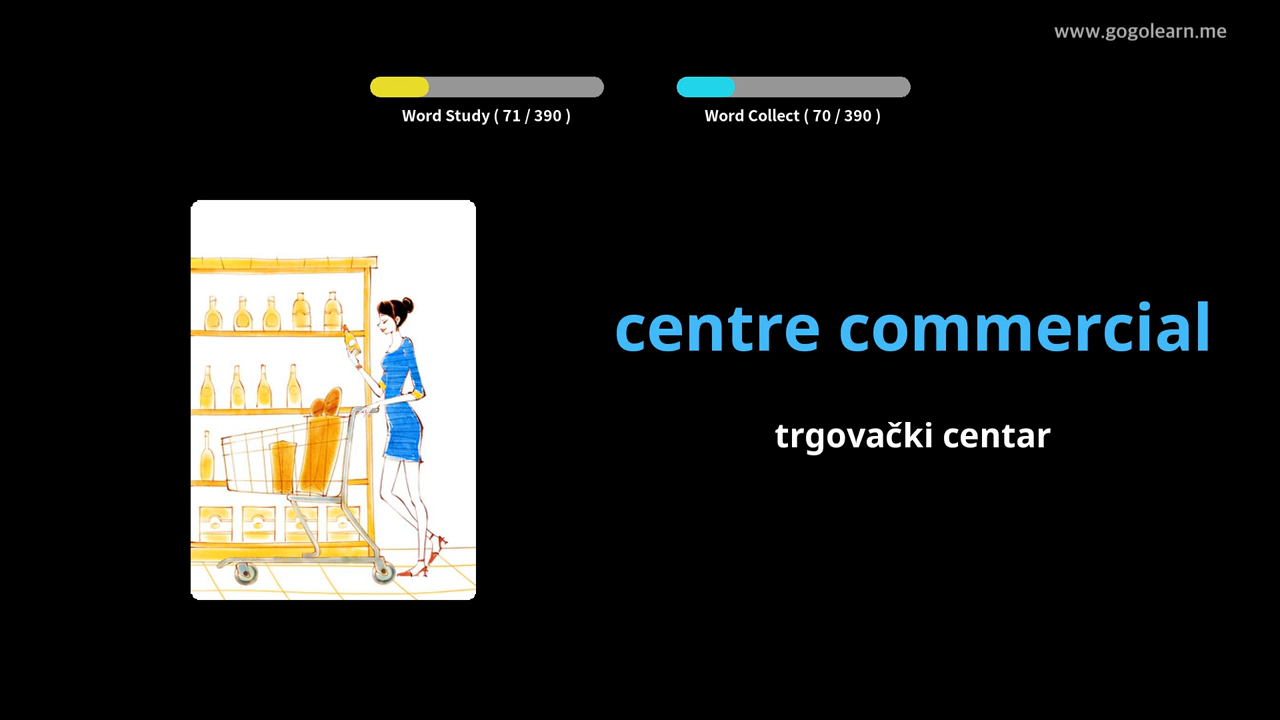 www.gogolearn.me
Word Study ( 71 / 390 )
Word Collect ( 70 / 390 )
centre commercial
trgovački centar